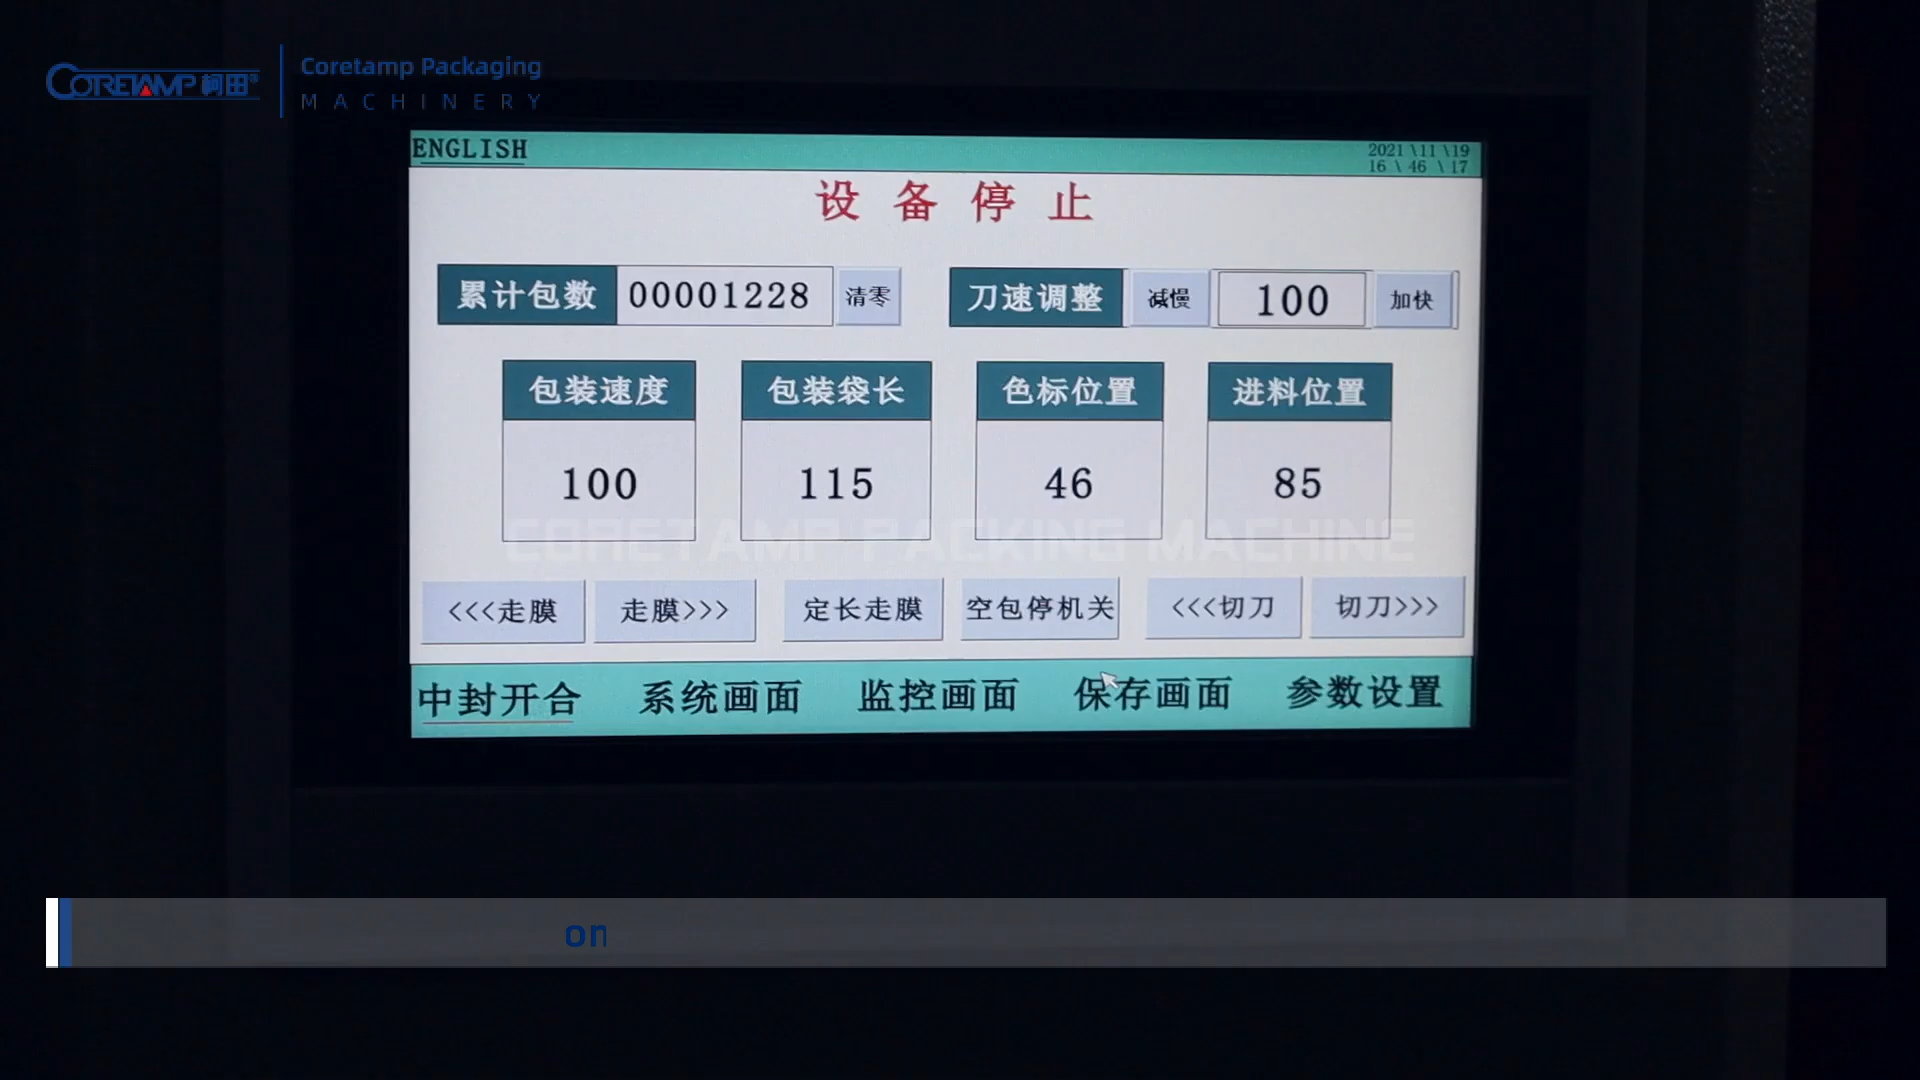 CORETAMP 柯田®
Coretamp Packaging
MACHINERY
ENGLISH
2021\11\19
16\46\17
设备停止
累计包数 00001228 清零
刀速调整 减慢 100 加快
包装速度 包装袋长 色标位置 进料位置
100 115 46 85
CORETAMP PACKING MACHINE
<<<走膜 走膜>>> 定长走膜 空包停机关 <<<切刀 切刀>>>
中封开合 系统画面 监控画面 保存画面 参数设置
on